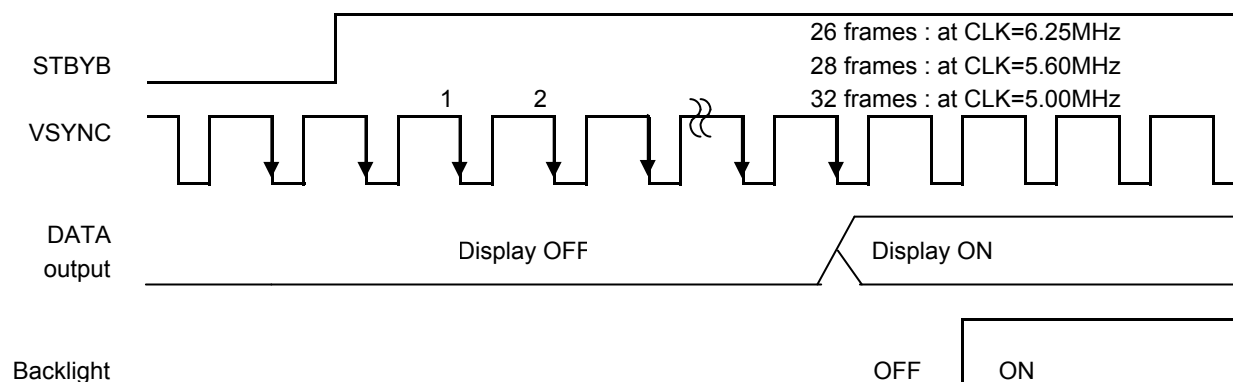 26 frames : at CLK=6.25MHz
STBYB
28 frames : at CLK=5.60MHz
1 2
32 frames : at CLK=5.00MHz
VSYNC
DATA
output
Display OFF
Display ON
Backlight
OFF
ON